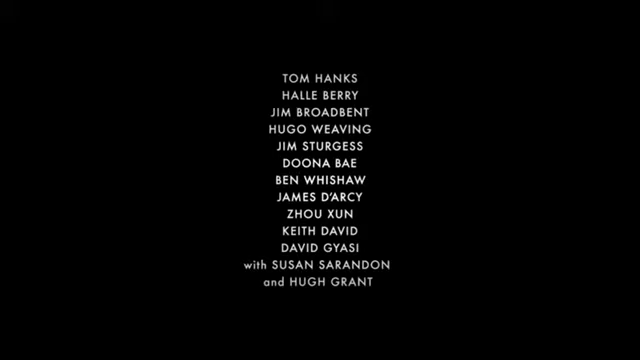 TOM HANKS
HALLE BERRY
JIM BROADBENT
HUGO WEAVING
JIM STURGESS
DOONA BAE
BEN WHISHAW
JAMES D'ARCY
ZHOU XUN
KEITH DAVID
DAVID GYASI
with SUSAN SARANDON
and HUGH GRANT